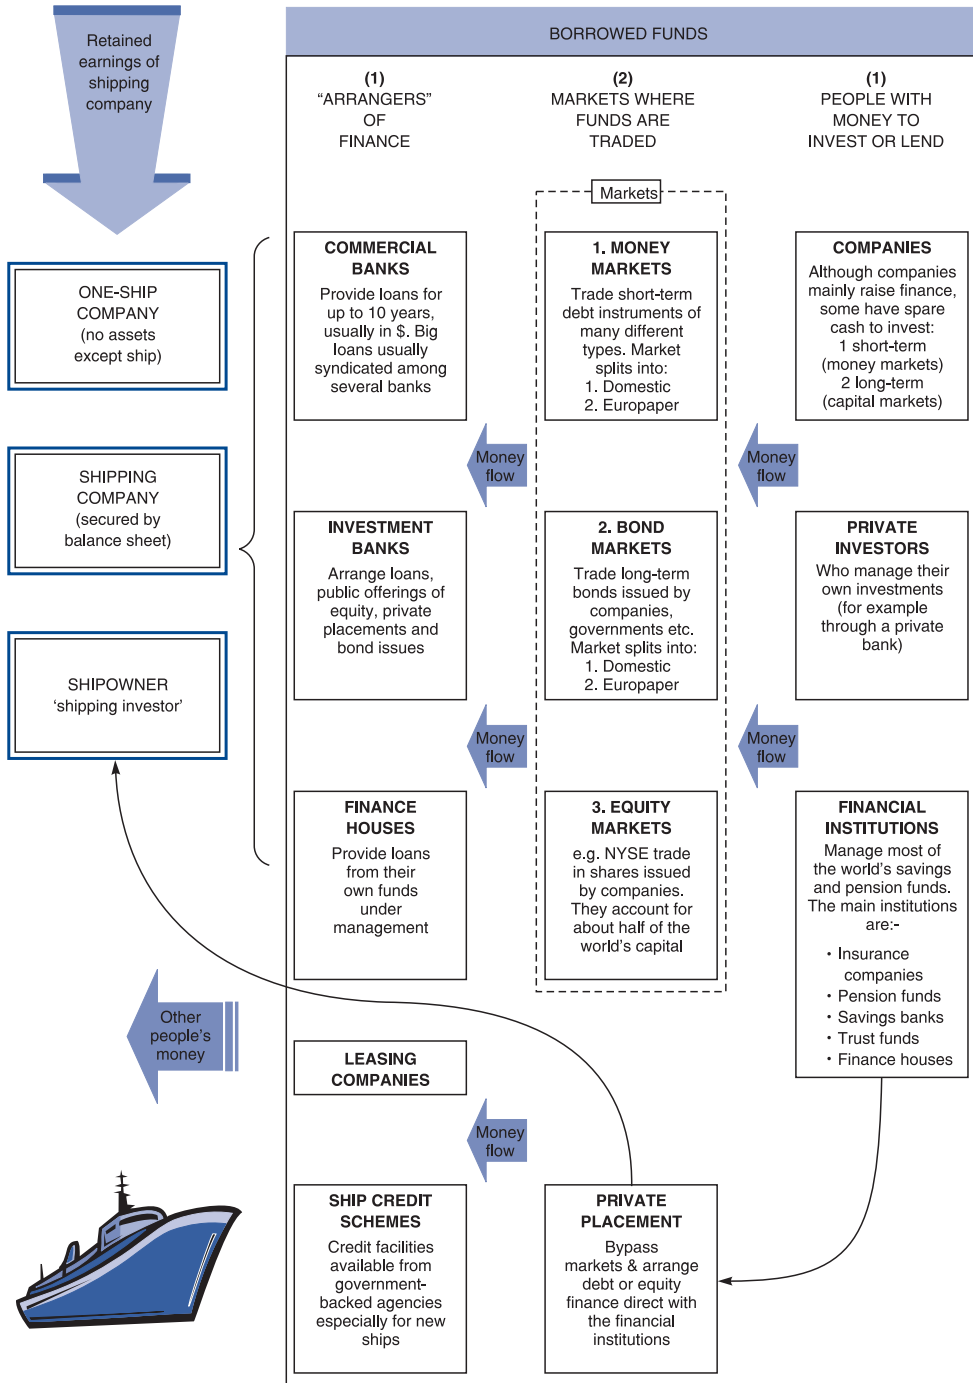 Retained
earnings of
shipping
company
ONE-SHIP
COMPANY
(no assets
except ship)
SHIPPING
COMPANY
(secured by
balance sheet)
SHIPOWNER
‘shipping investor’
Other
people’s
money
BORROWED FUNDS
(1)
“ARRANGERS”
OF
FINANCE
COMMERCIAL
BANKS
Provide loans for
up to 10 years,
usually in $. Big
loans usually
syndicated among
several banks
INVESTMENT
BANKS
Arrange loans,
public offerings of
equity, private
placements and
bond issues
FINANCE
HOUSES
Provide loans
from their
own funds
under
management
LEASING
COMPANIES
SHIP CREDIT
SCHEMES
Credit facilities
available from
government-
backed agencies
especially for new
ships
Money
flow
Money
flow
Money
flow
(2)
MARKETS WHERE
FUNDS ARE
TRADED
Markets
1. MONEY
MARKETS
Trade short-term
debt instruments of
many different
types. Market
splits into:
1. Domestic
2. Europaper
2. BOND
MARKETS
Trade long-term
bonds issued by
companies,
governments etc.
Market splits into:
1. Domestic
2. Europaper
3. EQUITY
MARKETS
e.g. NYSE trade
in shares issued
by companies.
They account for
about half of the
world’s capital
PRIVATE
PLACEMENT
Bypass
markets & arrange
debt or equity
finance direct with
the financial
institutions
Money
flow
Money
flow
(1)
PEOPLE WITH
MONEY TO
INVEST OR LEND
COMPANIES
Although companies
mainly raise finance,
some have spare
cash to invest:
1 short-term
(money markets)
2 long-term
(capital markets)
PRIVATE
INVESTORS
Who manage their
own investments
(for example
through a private
bank)
FINANCIAL
INSTITUTIONS
Manage most of
the world’s savings
and pension funds.
The main institutions
are:-
• Insurance
companies
• Pension funds
• Savings banks
• Trust funds
• Finance houses